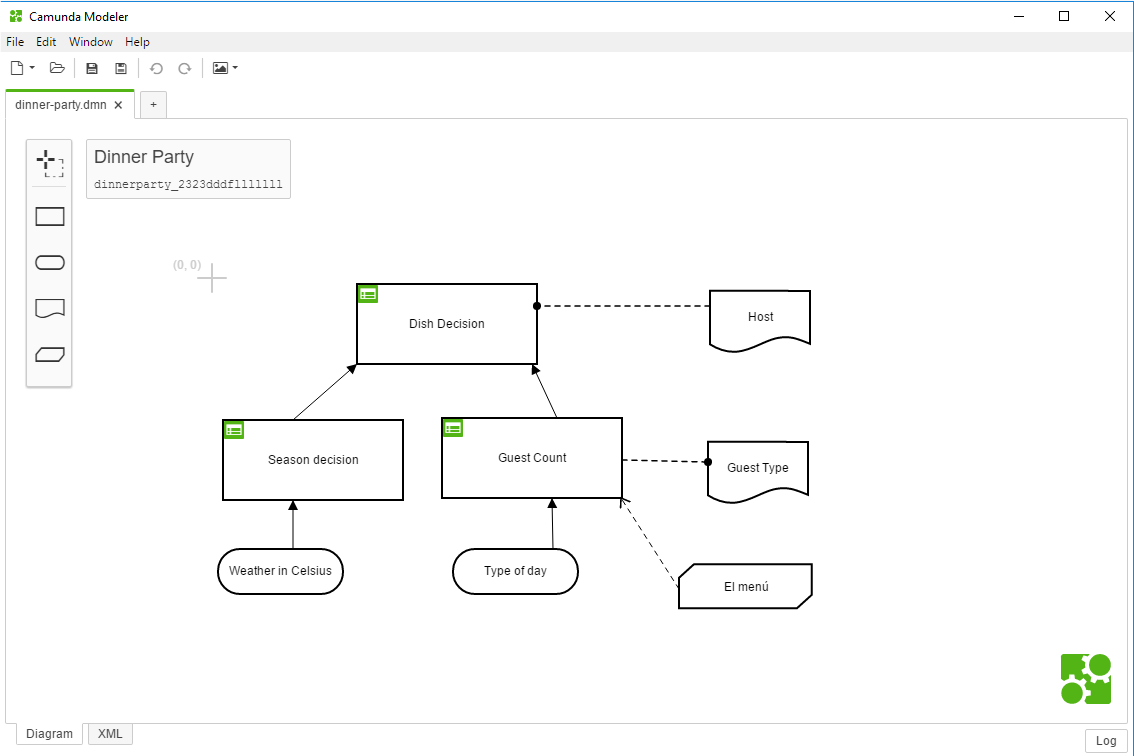 Camunda Modeler
File Edit Window Help
dinner-party.dmn
Dinner Party
dinnerparty_2323dddflllllll
(0, 0)
Dish Decision
Host
Season decision
Guest Count
Guest Type
Weather in Celsius
Type of day
El menú
Diagram XML
Log